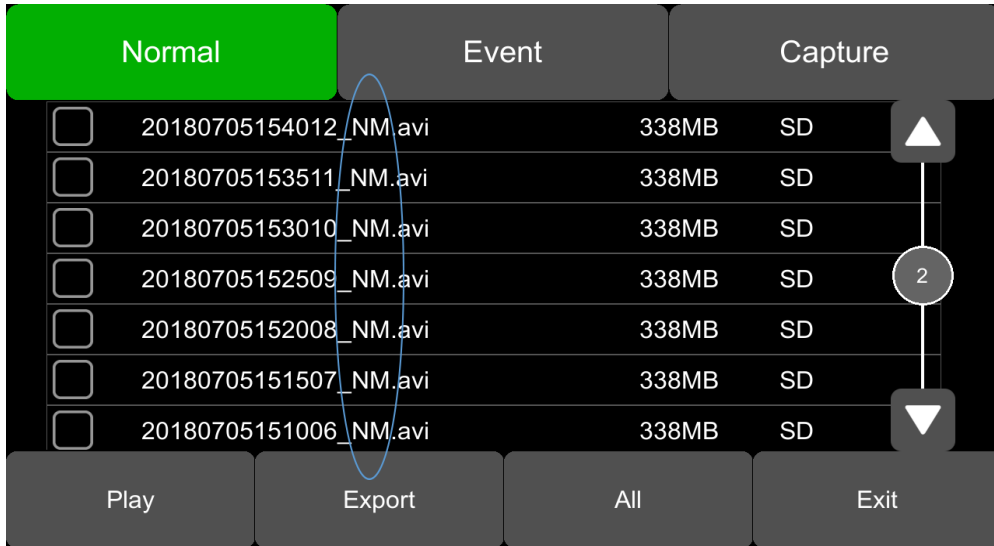 Normal Event Capture
20180705154012_NM.avi 338MB SD
20180705153511_NM.avi 338MB SD
20180705153010_NM.avi 338MB SD
20180705152509_NM.avi 338MB SD 2
20180705152008_NM.avi 338MB SD
20180705151507_NM.avi 338MB SD
20180705151006_NM.avi 338MB SD
Play Export All Exit